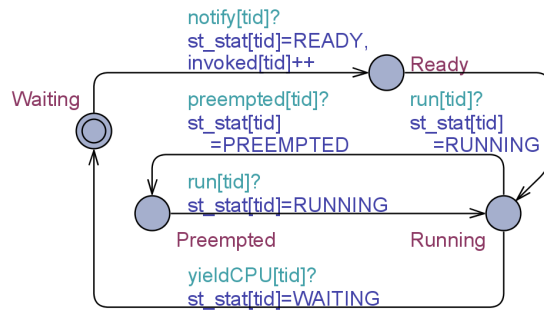 notify[tid]?
st_stat[tid]=READY,
invoked[tid]++
Ready
Waiting
preempted[tid]?
st_stat[tid]
=PREEMPTED
run[tid]?
st_stat[tid]
=RUNNING
run[tid]?
st_stat[tid]=RUNNING
Preempted
Running
yieldCPU[tid]?
st_stat[tid]=WAITING